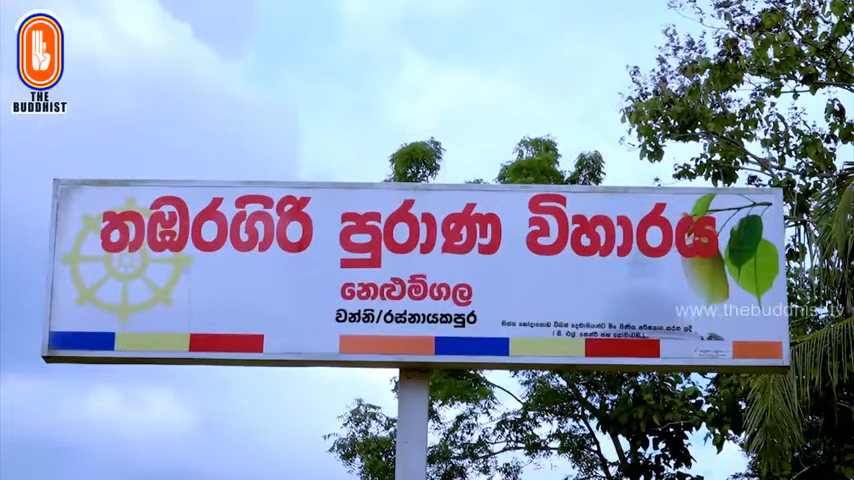 THE
BUDDHIST
තඹරගිරි පුරාණ විහාරය
නෙළුම්ගල
වන්නි/රස්නායකපුර
www.thebuddhist.tv